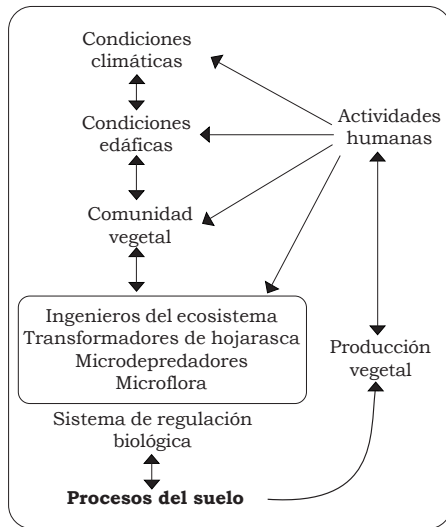 Condiciones
climáticas
Condiciones
edáficas
Actividades
humanas
Comunidad
vegetal
Ingenieros del ecosistema
Transformadores de hojarasca
Microdepredadores
Microflora
Producción
vegetal
Sistema de regulación
biológica
Procesos del suelo